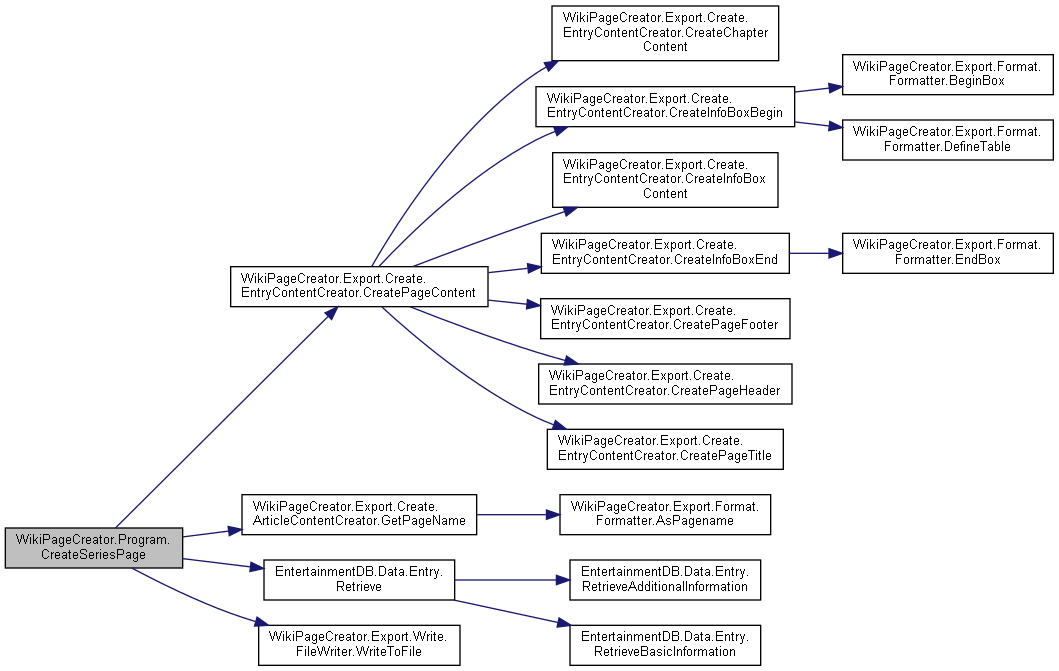 WikiPageCreator.Export.Create.
EntryContentCreator.CreateChapter
Content
WikiPageCreator.Export.Create.
EntryContentCreator.CreateInfoBoxBegin
WikiPageCreator.Export.Format.
Formatter.BeginBox
WikiPageCreator.Export.Format.
Formatter.DefineTable
WikiPageCreator.Export.Create.
EntryContentCreator.CreateInfoBox
Content
WikiPageCreator.Export.Create.
EntryContentCreator.CreateInfoBoxEnd
WikiPageCreator.Export.Format.
Formatter.EndBox
WikiPageCreator.Export.Create.
EntryContentCreator.CreatePageContent
WikiPageCreator.Export.Create.
EntryContentCreator.CreatePageFooter
WikiPageCreator.Export.Create.
EntryContentCreator.CreatePageHeader
WikiPageCreator.Export.Create.
EntryContentCreator.CreatePageTitle
WikiPageCreator.Program.
CreateSeriesPage
WikiPageCreator.Export.Create.
ArticleContentCreator.GetPageName
WikiPageCreator.Export.Format.
Formatter.AsPagename
EntertainmentDB.Data.Entry.
Retrieve
EntertainmentDB.Data.Entry.
RetrieveAdditionalInformation
EntertainmentDB.Data.Entry.
RetrieveBasicInformation
WikiPageCreator.Export.Write.
FileWriter.WriteToFile